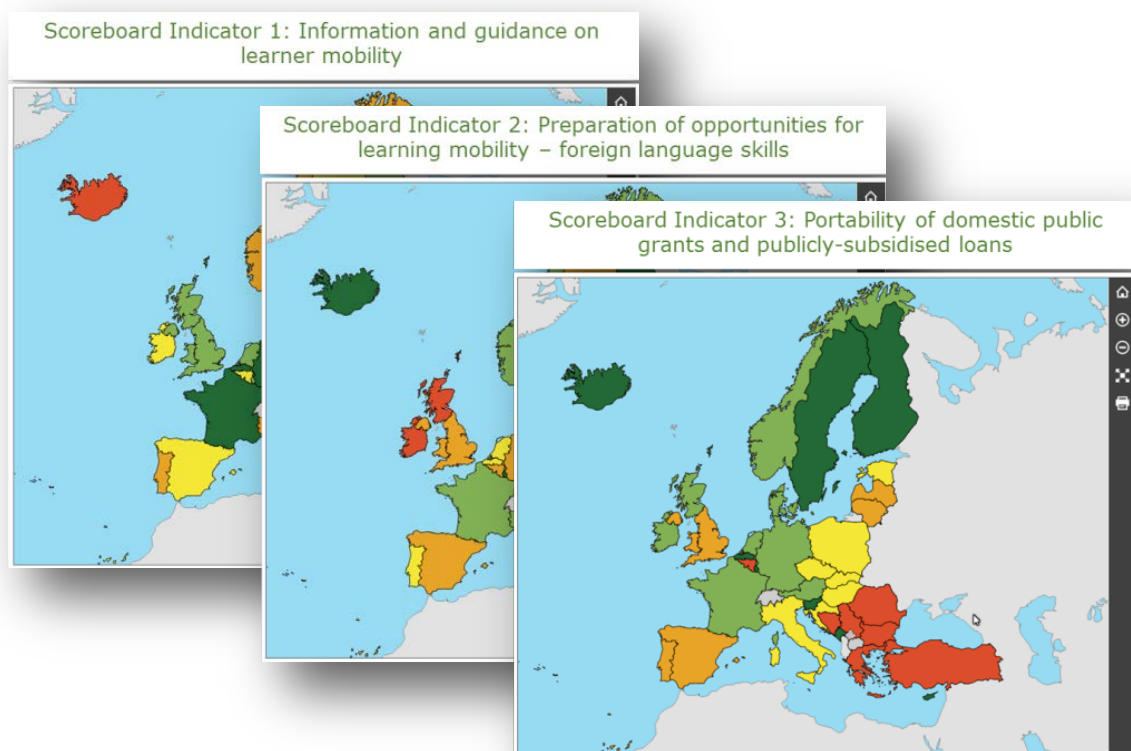 Scoreboard Indicator 1: Information and guidance on
learner mobility
Scoreboard Indicator 2: Preparation of opportunities for
learning mobility – foreign language skills
Scoreboard Indicator 3: Portability of domestic public
grants and publicly-subsidised loans